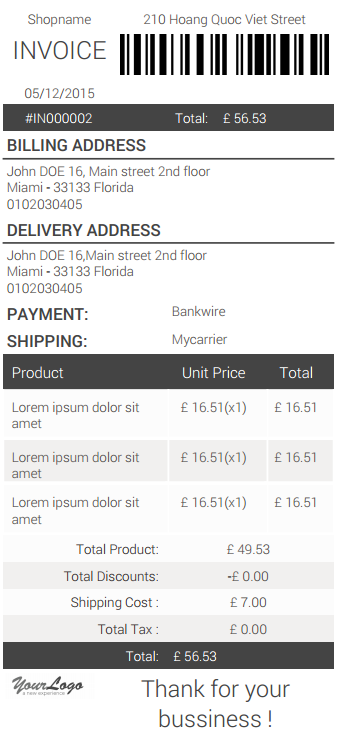 Shopname 210 Hoang Quoc Viet Street
INVOICE
05/12/2015
#IN000002 Total: £ 56.53
BILLING ADDRESS
John DOE 16, Main street 2nd floor
Miami - 33133 Florida
0102030405
DELIVERY ADDRESS
John DOE 16,Main street 2nd floor
Miami - 33133 Florida
0102030405
PAYMENT: Bankwire
SHIPPING: Mycarrier
Product Unit Price Total
Lorem ipsum dolor sit £ 16.51(x1) £ 16.51
amet
Lorem ipsum dolor sit £ 16.51(x1) £ 16.51
amet
Lorem ipsum dolor sit £ 16.51(x1) £ 16.51
amet
Total Product: £ 49.53
Total Discounts: -£ 0.00
Shipping Cost : £ 7.00
Total Tax : £ 0.00
Total: £ 56.53
YourLogo
a new experience
Thank for your
bussiness !